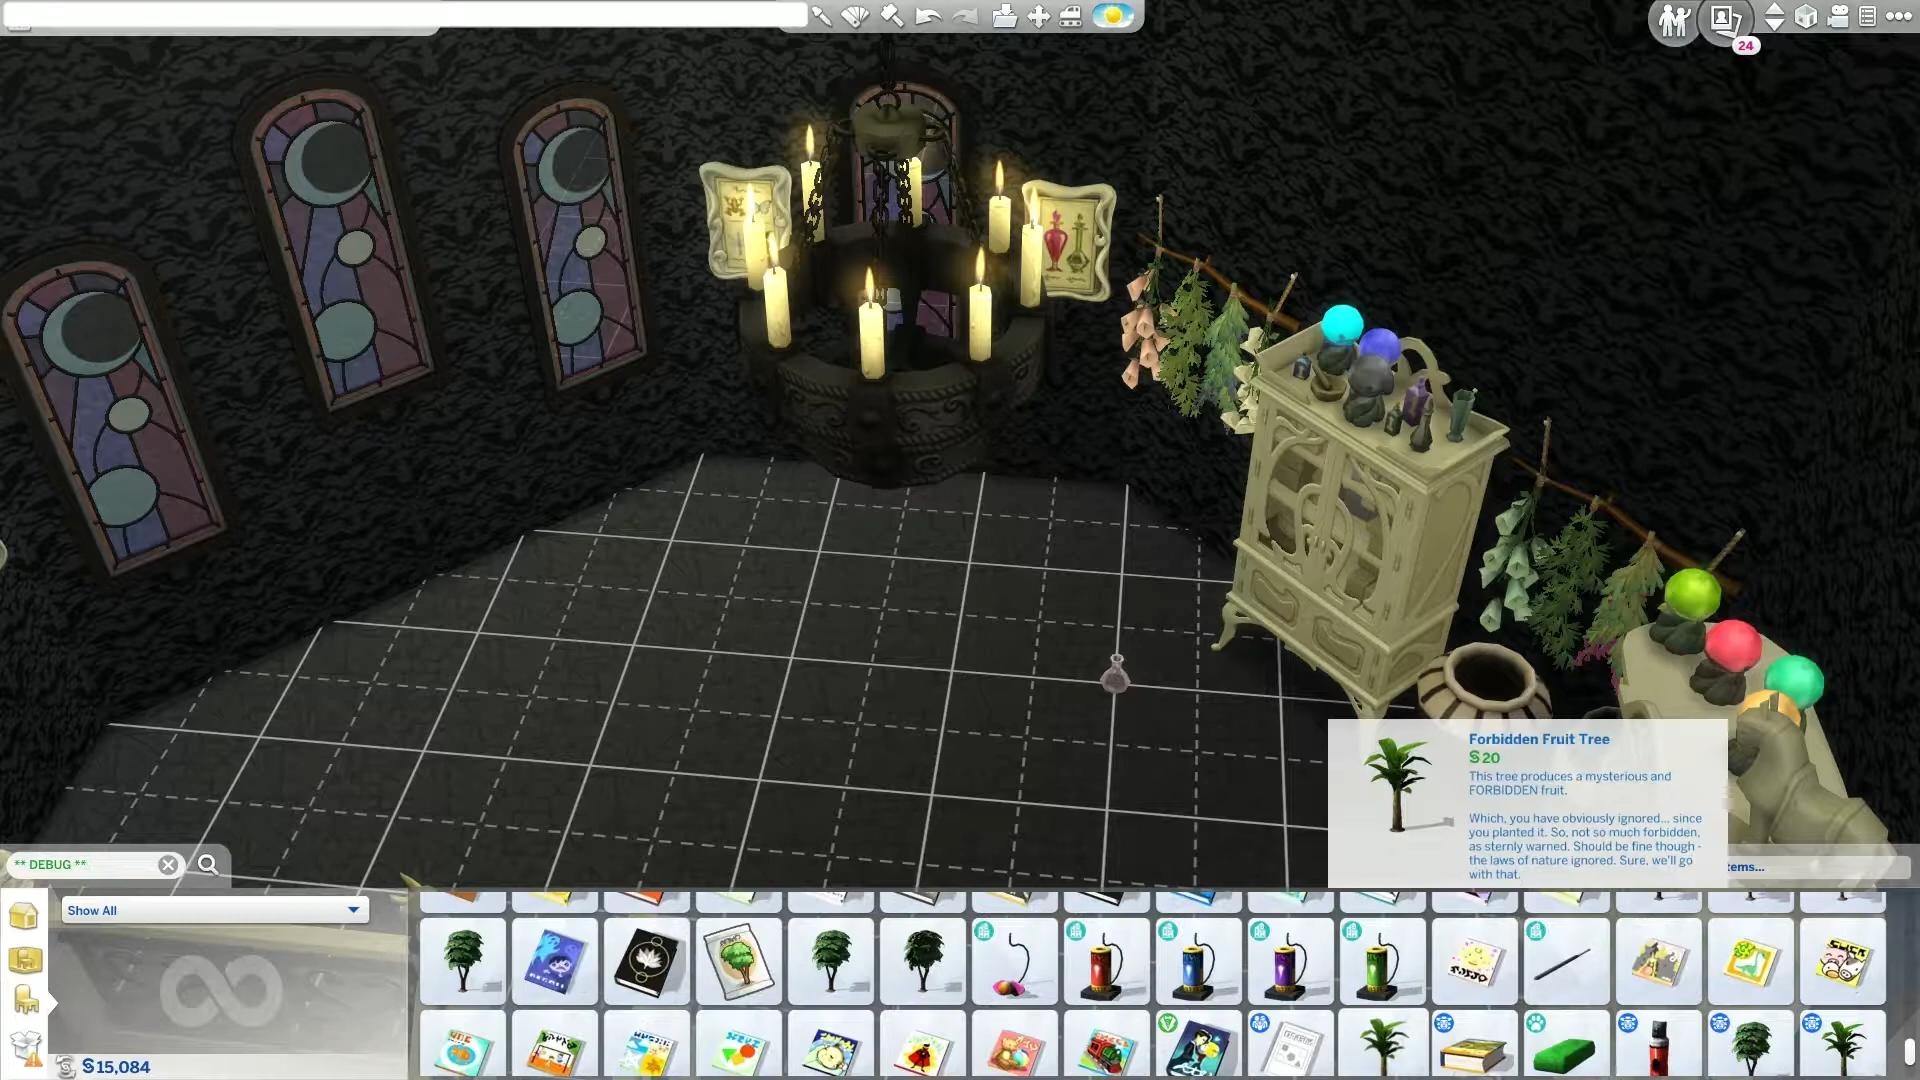 24
Forbidden Fruit Tree
§20
This tree produces a mysterious and
FORBIDDEN fruit.
Which, you have obviously ignored... since
you planted it. So, not so much forbidden,
as sternly warned. Should be fine though -
the laws of nature ignored. Sure, we'll go
with that.
tems...
** DEBUG **
Show All
§15,084